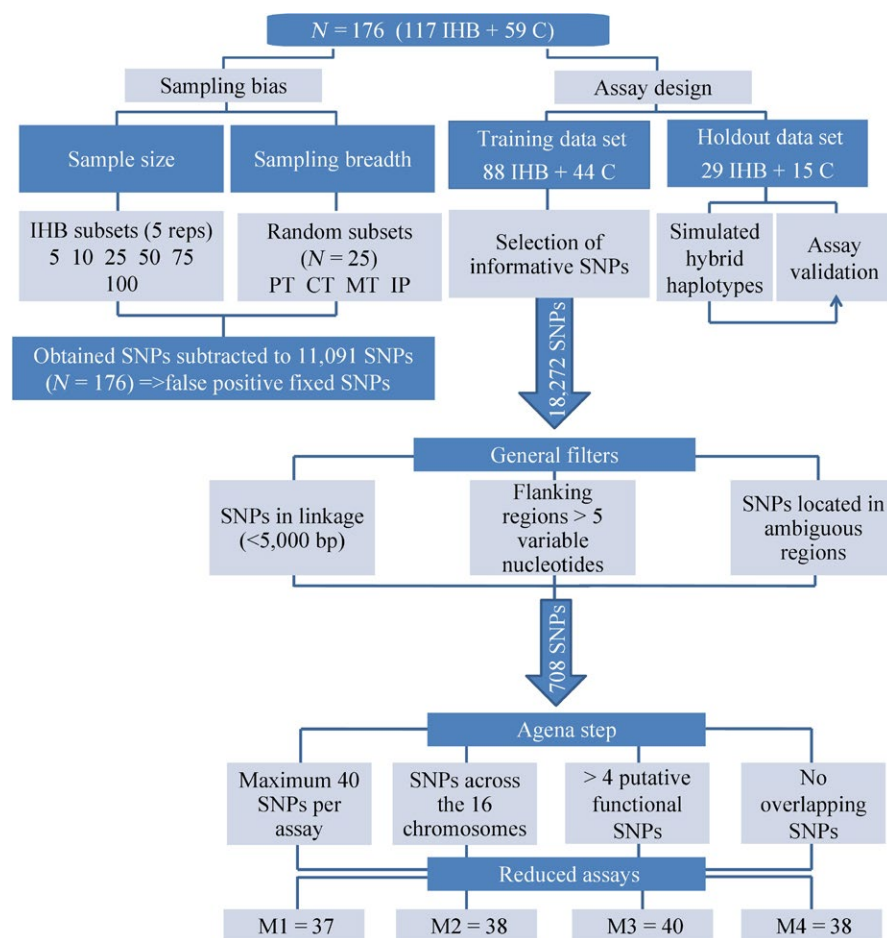 N = 176 (117 IHB + 59 C)
Sampling bias
Assay design
Sample size
Sampling breadth
Training data set
88 IHB + 44 C
Holdout data set
29 IHB + 15 C
IHB subsets (5 reps)
5 10 25 50 75
100
Random subsets
(N = 25)
PT CT MT IP
Selection of
informative SNPs
Simulated
hybrid
haplotypes
Assay
validation
Obtained SNPs subtracted to 11,091 SNPs
(N = 176) =>false positive fixed SNPs
18,272 SNPs
General filters
SNPs in linkage
(<5,000 bp)
Flanking
regions > 5
variable
nucleotides
SNPs located in
ambiguous
regions
708 SNPs
Agena step
Maximum 40
SNPs per
assay
SNPs across
the 16
chromosomes
> 4 putative
functional
SNPs
No
overlapping
SNPs
Reduced assays
M1 = 37
M2 = 38
M3 = 40
M4 = 38